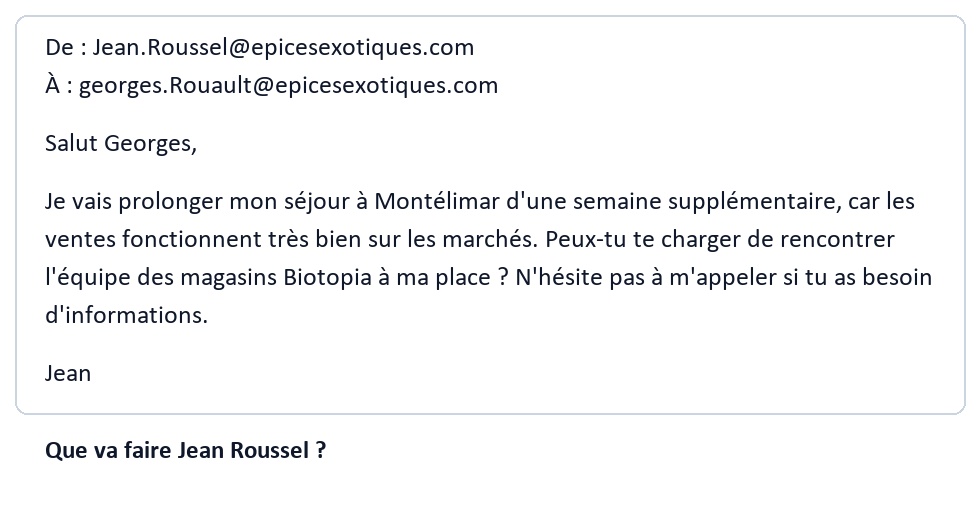 De : Jean.Roussel@epicesexotiques.com
À : georges.Rouault@epicesexotiques.com
Salut Georges,
Je vais prolonger mon séjour à Montélimar d'une semaine supplémentaire, car les
ventes fonctionnent très bien sur les marchés. Peux-tu te charger de rencontrer
l'équipe des magasins Biotopia à ma place ? N'hésite pas à m'appeler si tu as besoin
d'informations.
Jean
Que va faire Jean Roussel ?